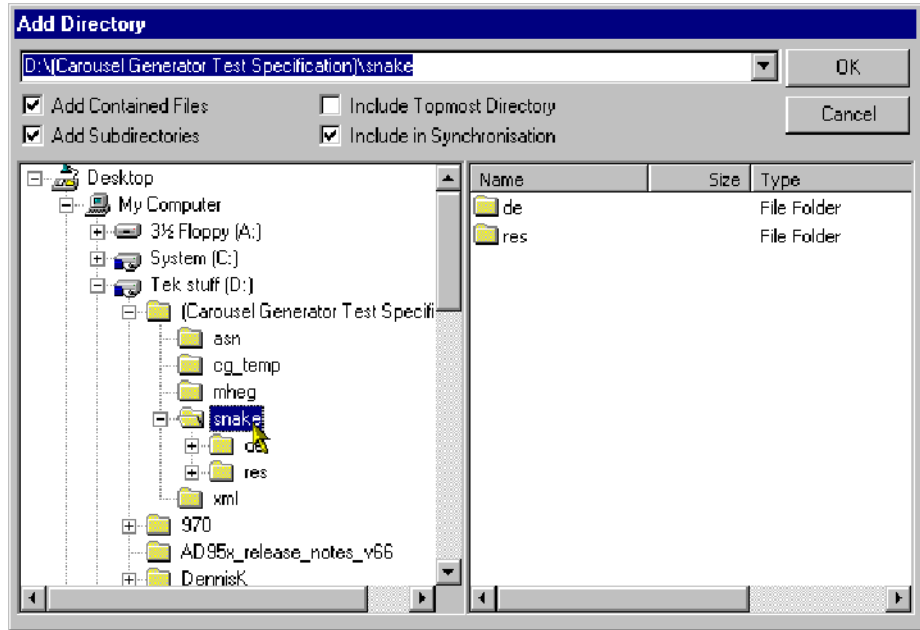 Add Directory
D:\(Carousel Generator Test Specification)\snake
OK
Add Contained Files
Include Topmost Directory
Cancel
Add Subdirectories
Include in Synchronisation
Desktop
My Computer
3½ Floppy (A:)
System (C:)
Tek stuff (D:)
(Carousel Generator Test Specifi
asn
cg_temp
mheg
snake
de
res
xml
970
AD95x_release_notes_v66
DennisK
Name Size Type
de File Folder
res File Folder